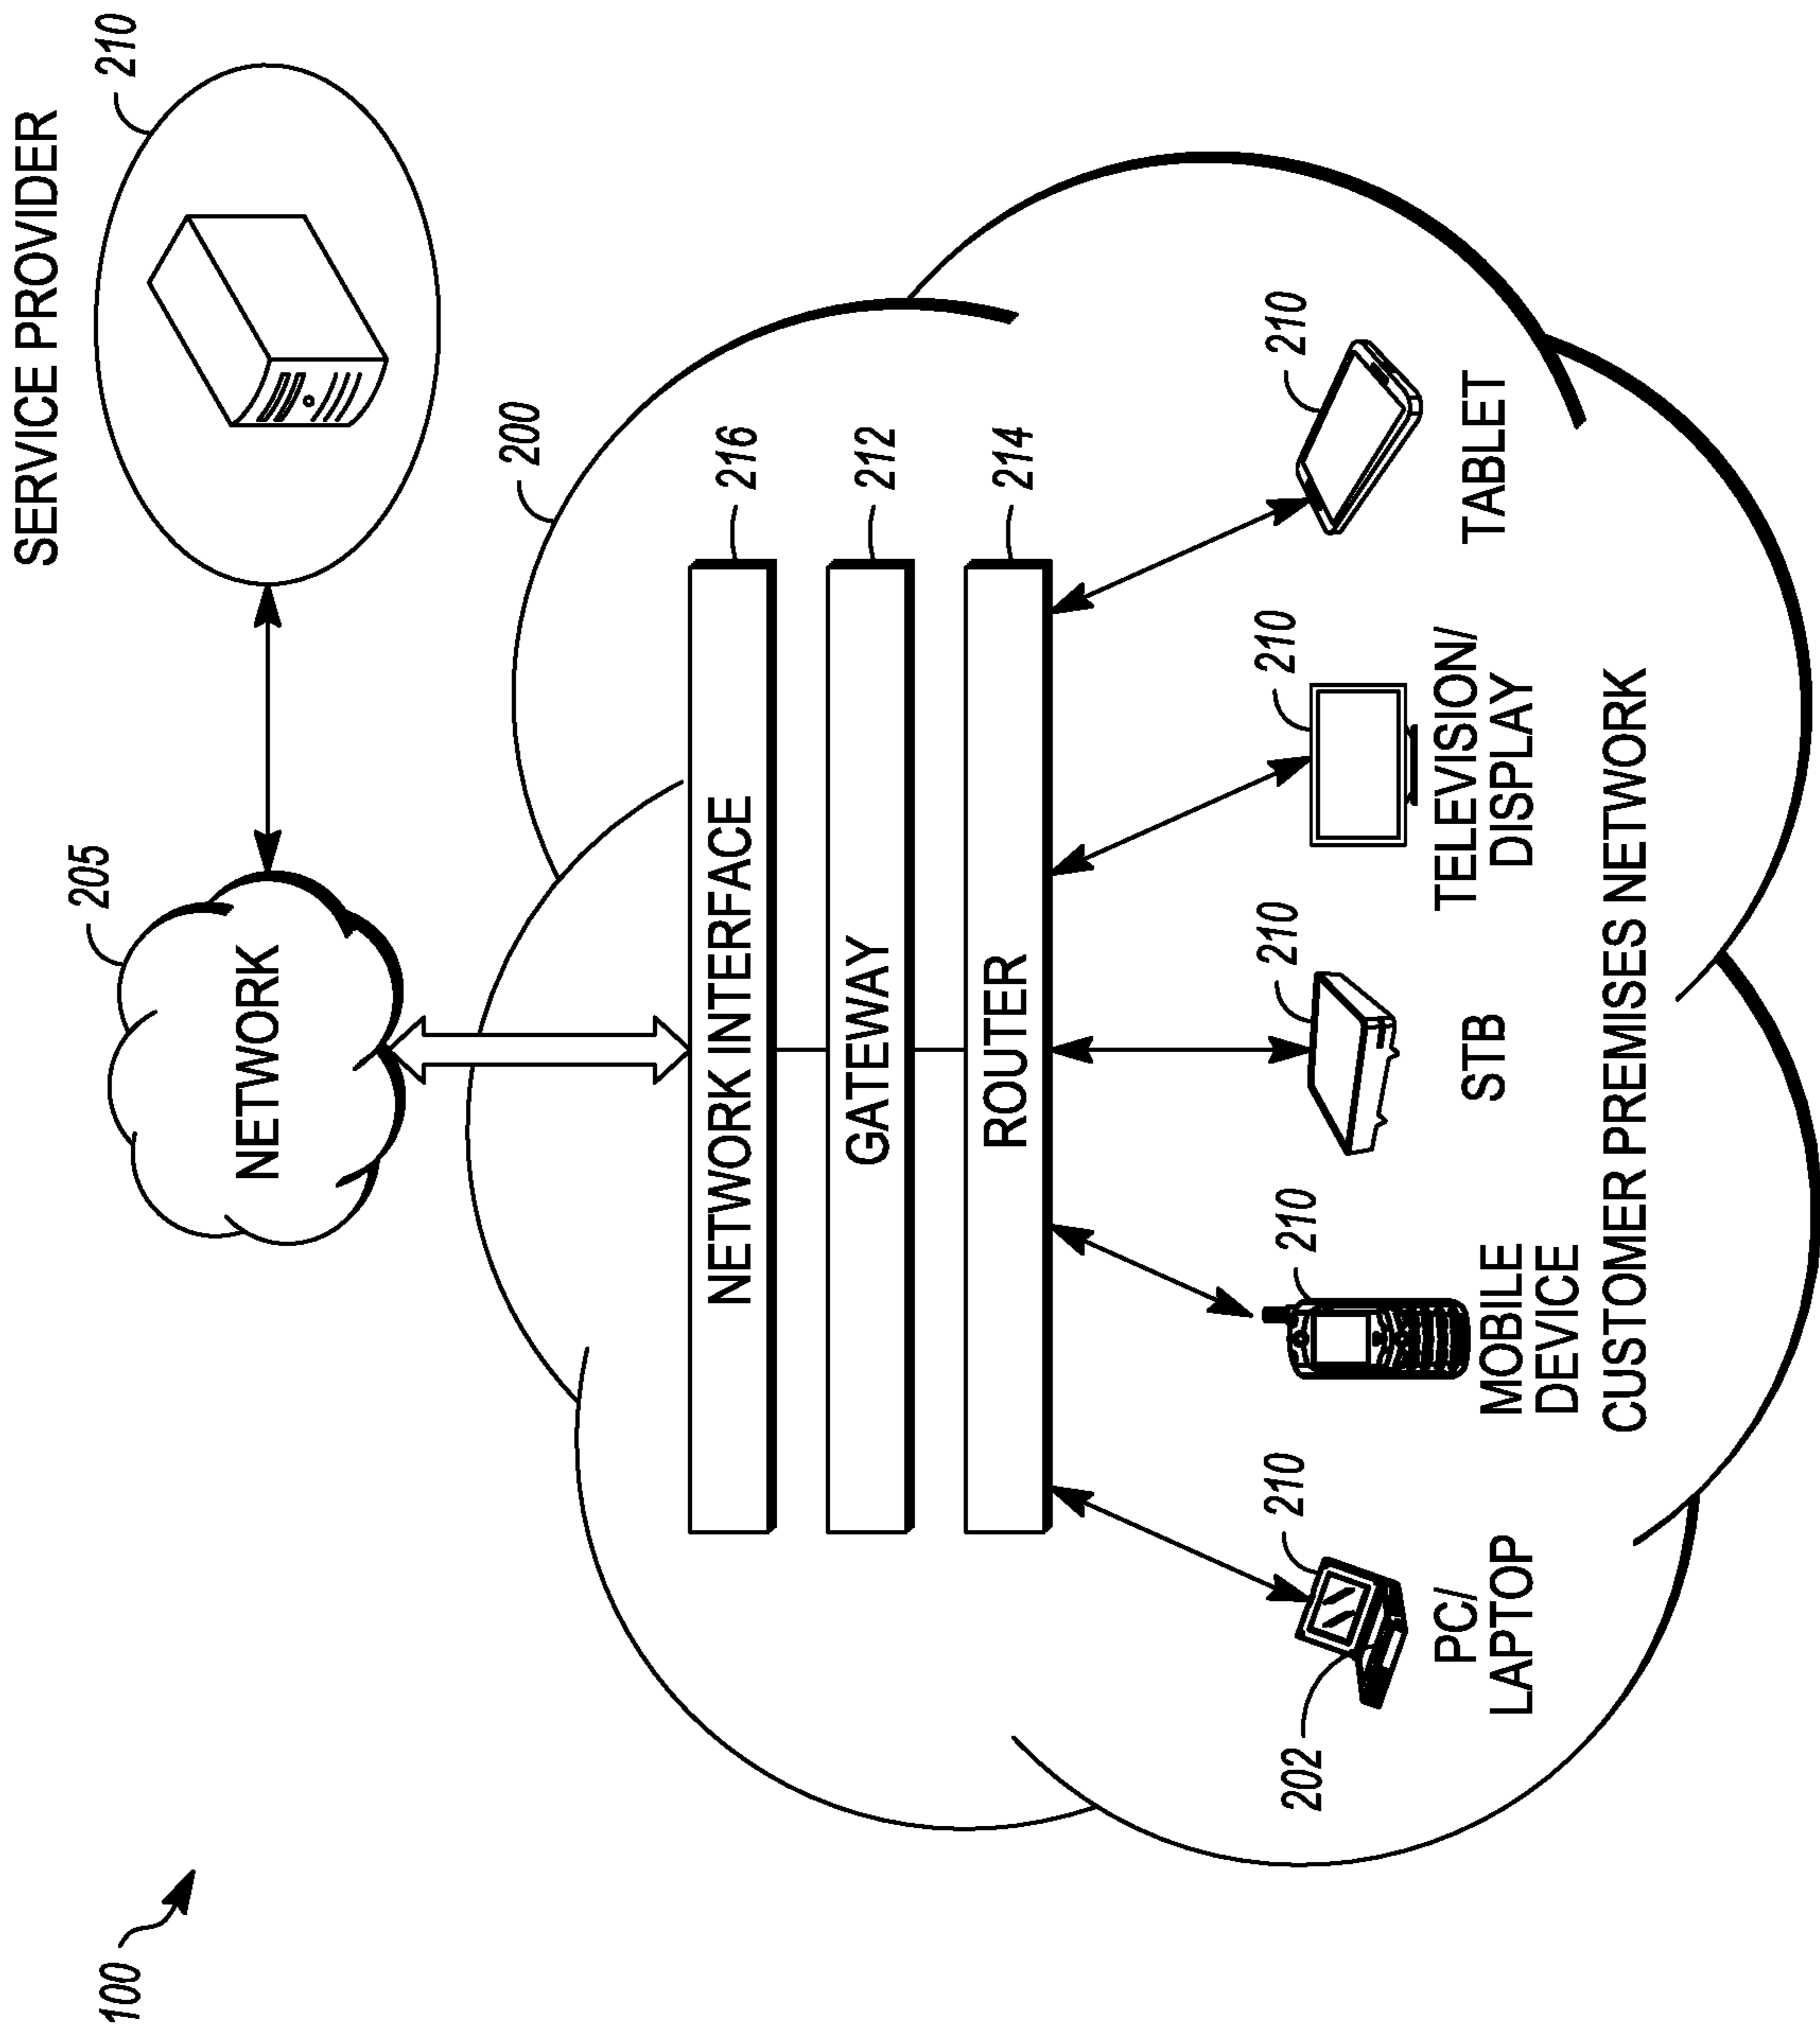 SERVICE PROVIDER
210
205
NETWORK
100
200
NETWORK INTERFACE
216
GATEWAY
212
ROUTER
214
210
202
PC/
LAPTOP
210
MOBILE
DEVICE
210
STB
210
TELEVISION/
DISPLAY
210
TABLET
CUSTOMER PREMISES NETWORK